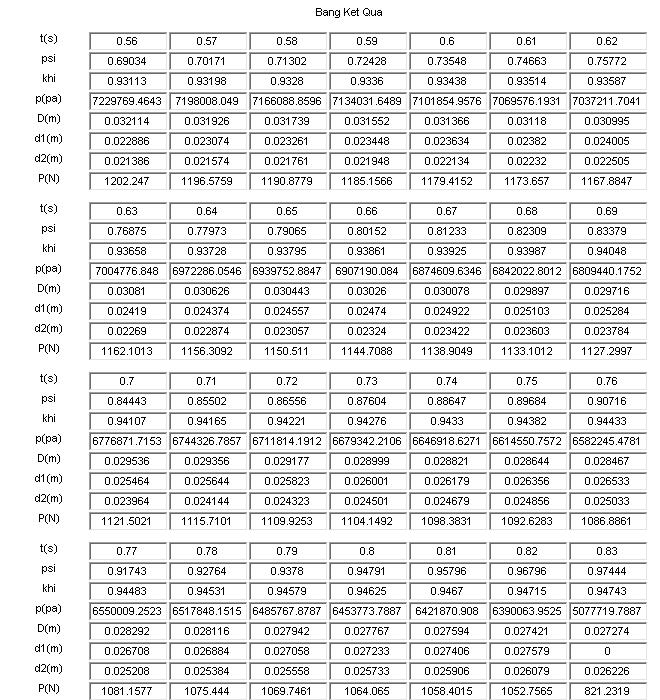 Bang Ket Qua
t(s) 0.56 0.57 0.58 0.59 0.6 0.61 0.62
psi 0.69034 0.70171 0.71302 0.72428 0.73548 0.74663 0.75772
khi 0.93113 0.93198 0.9328 0.9336 0.93438 0.93514 0.93587
p(pa) 7229769.4643 7198008.049 7166088.8596 7134031.6489 7101854.9576 7069576.1931 7037211.7041
D(m) 0.032114 0.031926 0.031739 0.031552 0.031366 0.03118 0.030995
d1(m) 0.022886 0.023074 0.023261 0.023448 0.023634 0.02382 0.024005
d2(m) 0.021386 0.021574 0.021761 0.021948 0.022134 0.02232 0.022505
P(N) 1202.247 1196.5759 1190.8779 1185.1566 1179.4152 1173.657 1167.8847
t(s) 0.63 0.64 0.65 0.66 0.67 0.68 0.69
psi 0.76875 0.77973 0.79065 0.80152 0.81233 0.82309 0.83379
khi 0.93658 0.93728 0.93795 0.93861 0.93925 0.93987 0.94048
p(pa) 7004776.848 6972286.0546 6939752.8847 6907190.084 6874609.6346 6842022.8012 6809440.1752
D(m) 0.03081 0.030626 0.030443 0.03026 0.030078 0.029897 0.029716
d1(m) 0.02419 0.024374 0.024557 0.02474 0.024922 0.025103 0.025284
d2(m) 0.02269 0.022874 0.023057 0.02324 0.023422 0.023603 0.023784
P(N) 1162.1013 1156.3092 1150.511 1144.7088 1138.9049 1133.1012 1127.2997
t(s) 0.7 0.71 0.72 0.73 0.74 0.75 0.76
psi 0.84443 0.85502 0.86556 0.87604 0.88647 0.89684 0.90716
khi 0.94107 0.94165 0.94221 0.94276 0.9433 0.94382 0.94433
p(pa) 6776871.7153 6744326.7857 6711814.1912 6679342.2106 6646918.6271 6614550.7572 6582245.4781
D(m) 0.029536 0.029356 0.029177 0.028999 0.028821 0.028644 0.028467
d1(m) 0.025464 0.025644 0.025823 0.026001 0.026179 0.026356 0.026533
d2(m) 0.023964 0.024144 0.024323 0.024501 0.024679 0.024856 0.025033
P(N) 1121.5021 1115.7101 1109.9253 1104.1492 1098.3831 1092.6283 1086.8861
t(s) 0.77 0.78 0.79 0.8 0.81 0.82 0.83
psi 0.91743 0.92764 0.9378 0.94791 0.95796 0.96796 0.97444
khi 0.94483 0.94531 0.94579 0.94625 0.9467 0.94715 0.94743
p(pa) 6550009.2523 6517848.1515 6485767.8787 6453773.7887 6421870.908 6390063.9525 5077719.7887
D(m) 0.028292 0.028116 0.027942 0.027767 0.027594 0.027421 0.027274
d1(m) 0.026708 0.026884 0.027058 0.027233 0.027406 0.027579 0
d2(m) 0.025208 0.025384 0.025558 0.025733 0.025906 0.026079 0.026226
P(N) 1081.1577 1075.444 1069.7461 1064.065 1058.4015 1052.7565 821.2319